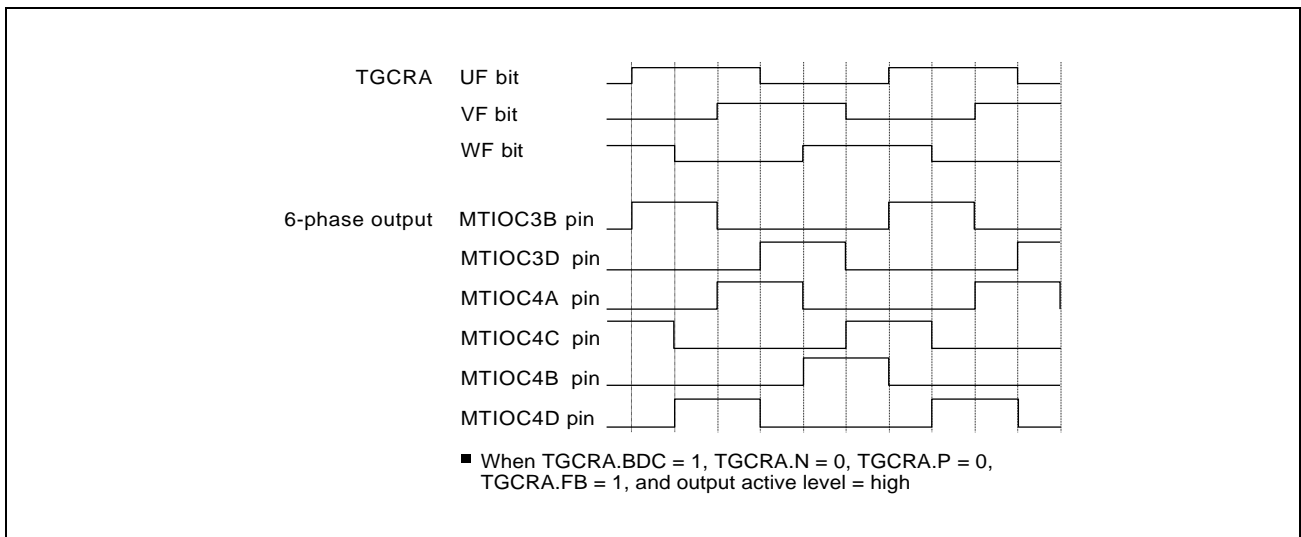 TGCRA UF bit
VF bit
WF bit
6-phase output MTIOC3B pin
MTIOC3D pin
MTIOC4A pin
MTIOC4C pin
MTIOC4B pin
MTIOC4D pin
■ When TGCRA.BDC = 1, TGCRA.N = 0, TGCRA.P = 0,
TGCRA.FB = 1, and output active level = high